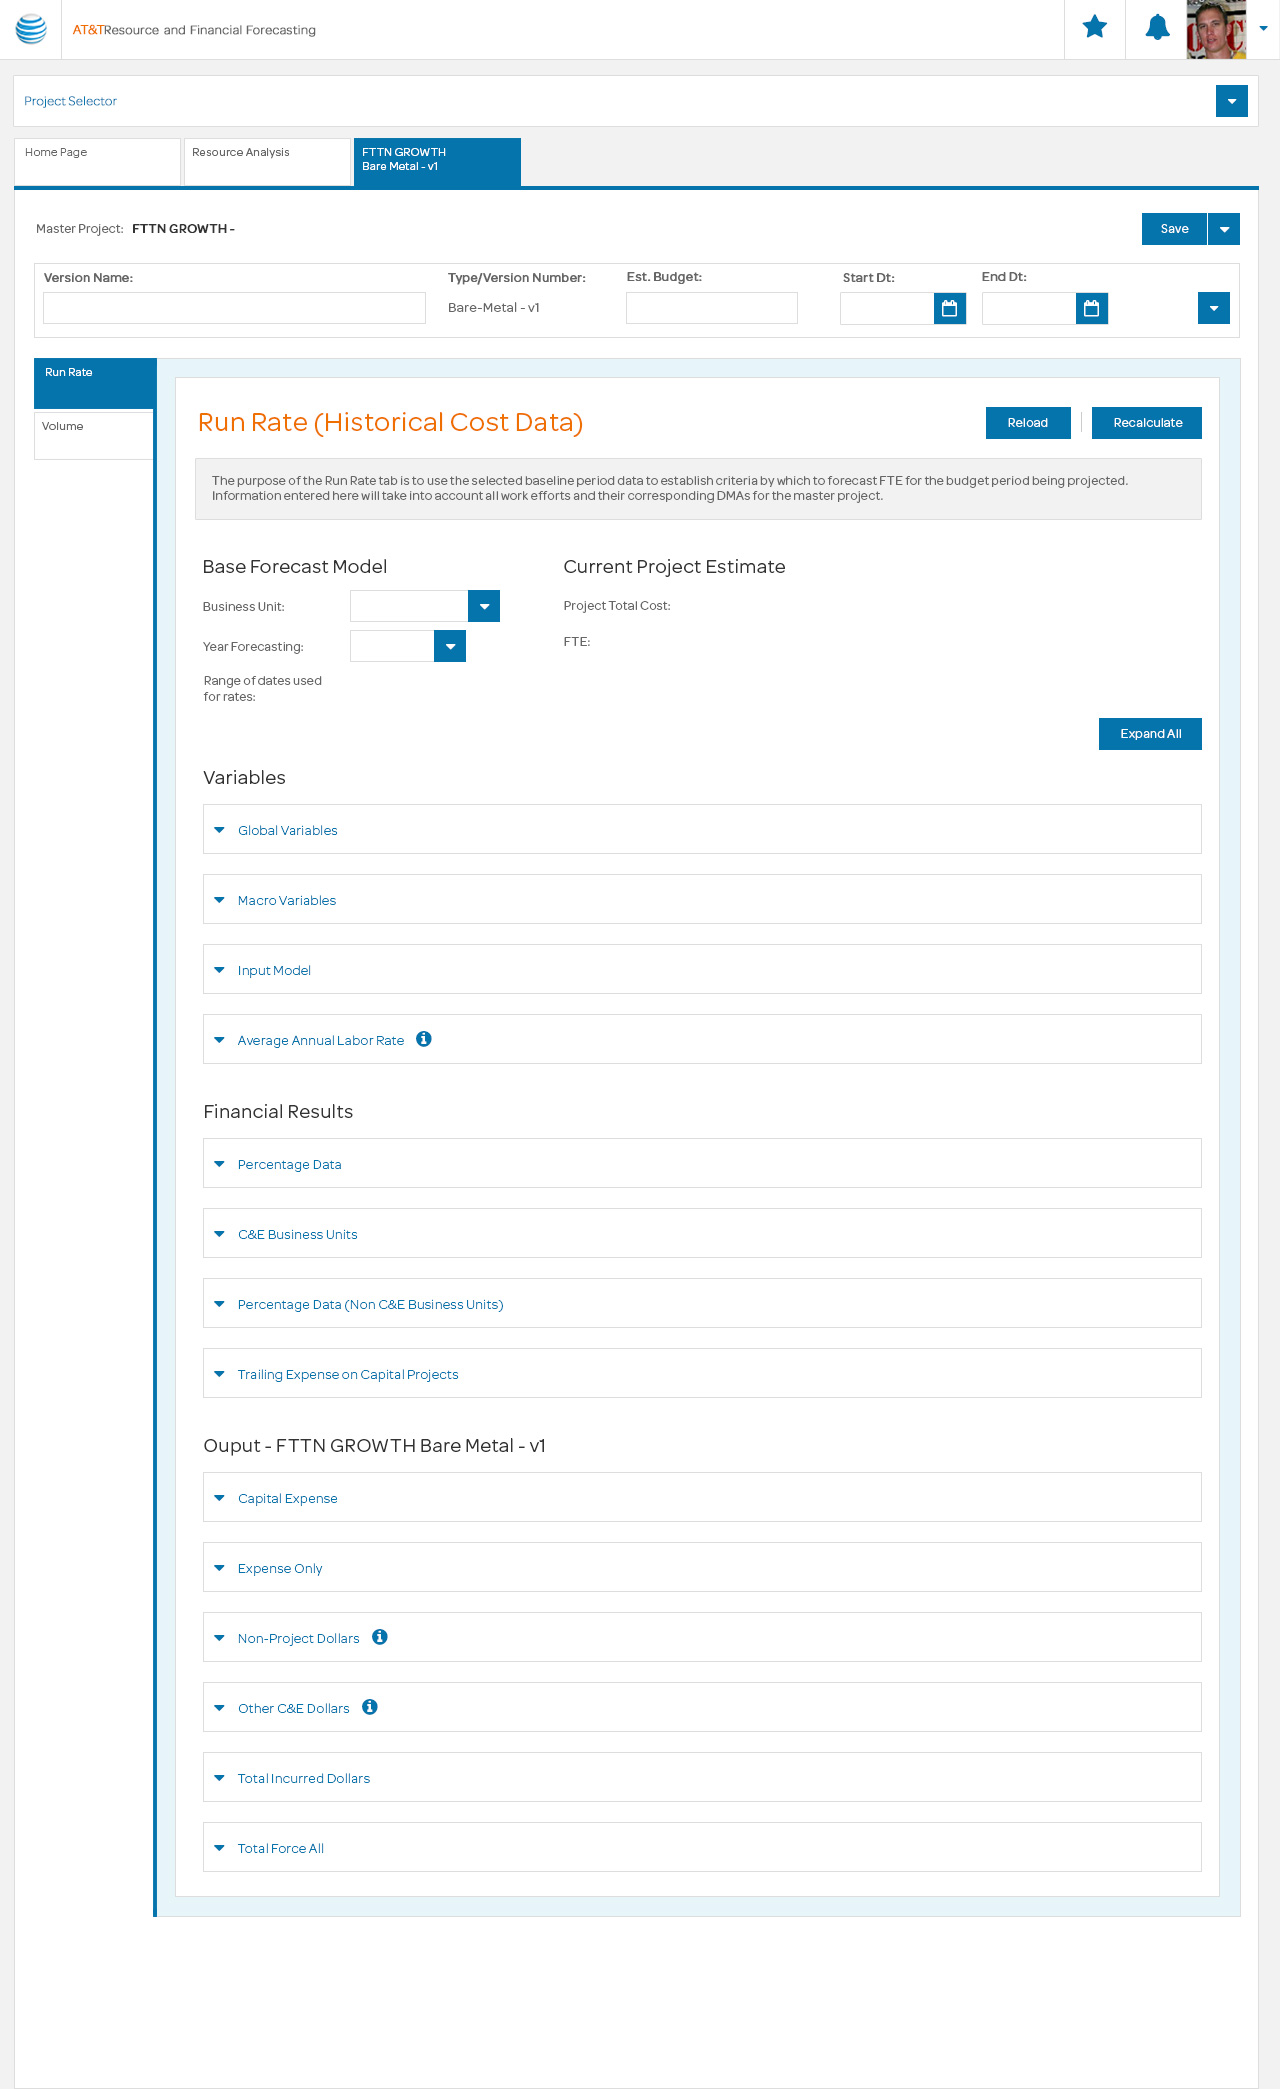 AT&TResource and Financial Forecasting
Project Selector
Home Page
Resource Analysis
FTTN GROWTH
Bare Metal - v1
Master Project: FTTN GROWTH -
Save
Version Name:
Type/Version Number:
Est. Budget:
Start Dt:
End Dt:
Bare-Metal - v1
Run Rate
Volume
Run Rate (Historical Cost Data)
Reload
Recalculate
The purpose of the Run Rate tab is to use the selected baseline period data to establish criteria by which to forecast FTE for the budget period being projected.
Information entered here will take into account all work efforts and their corresponding DMAs for the master project.
Base Forecast Model
Current Project Estimate
Business Unit:
Project Total Cost:
Year Forecasting:
FTE:
Range of dates used
for rates:
Expand All
Variables
Global Variables
Macro Variables
Input Model
Average Annual Labor Rate
Financial Results
Percentage Data
C&E Business Units
Percentage Data (Non C&E Business Units)
Trailing Expense on Capital Projects
Ouput - FTTN GROWTH Bare Metal - v1
Capital Expense
Expense Only
Non-Project Dollars
Other C&E Dollars
Total Incurred Dollars
Total Force All